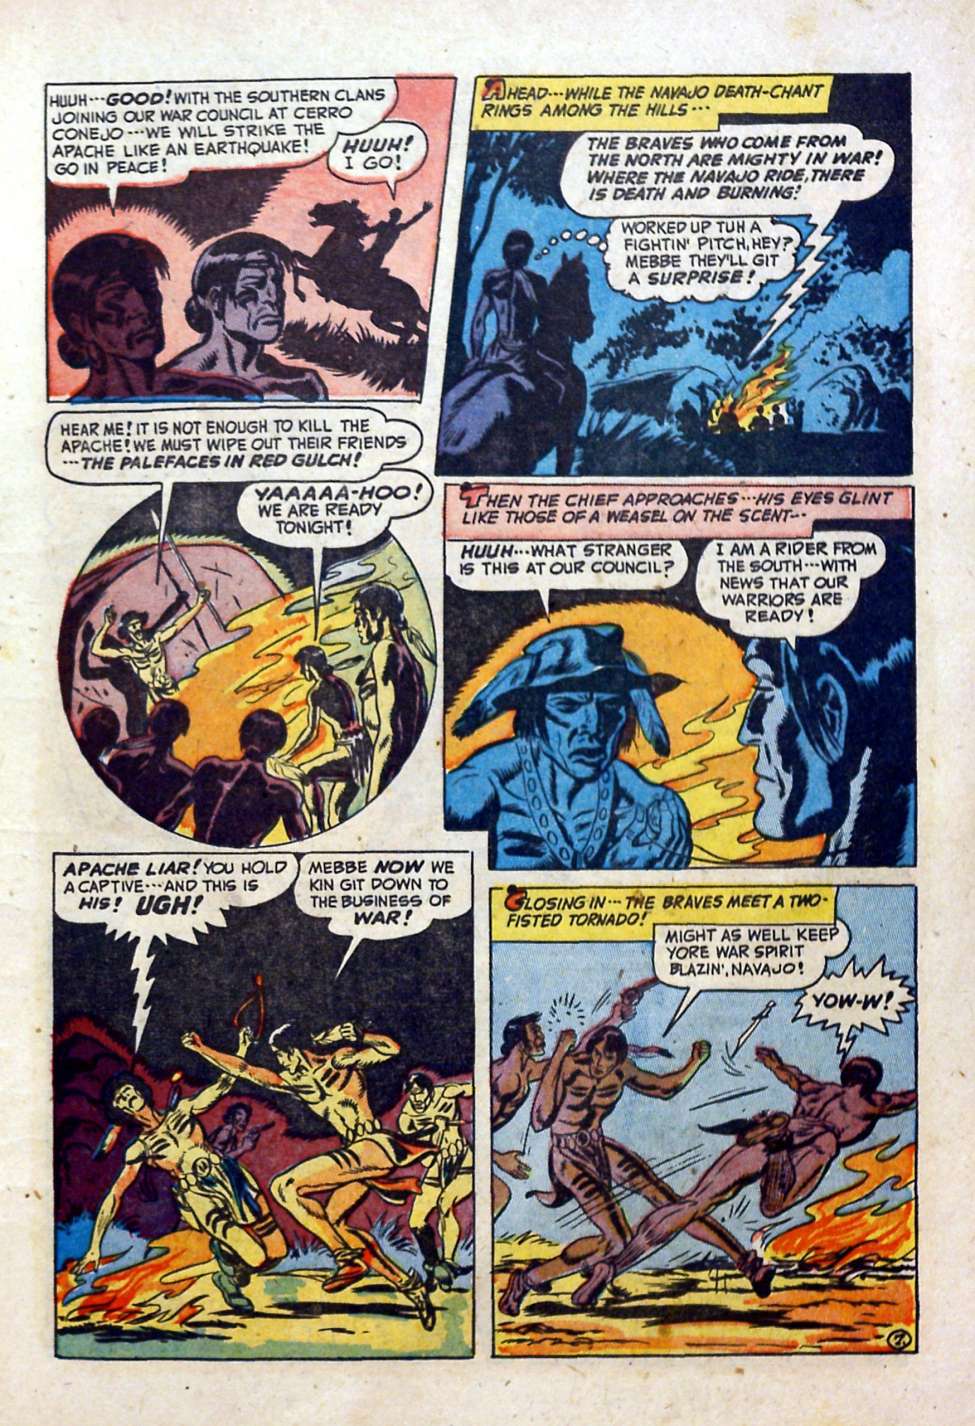 HUUH---GOOD! WITH THE SOUTHERN CLANS
JOINING OUR WAR COUNCIL AT CERRO
CONEJO---WE WILL STRIKE THE
APACHE LIKE AN EARTHQUAKE!
GO IN PEACE!
HUUH!
I GO!
AHEAD---WHILE THE NAVAJO DEATH-CHANT
RINGS AMONG THE HILLS---
THE BRAVES WHO COME FROM
THE NORTH ARE MIGHTY IN WAR!
WHERE THE NAVAJO RIDE, THERE
IS DEATH AND BURNING!
WORKED UP TUH A
FIGHTIN' PITCH, HEY?
MEBBE THEY'LL GIT
A SURPRISE!
HEAR ME! IT IS NOT ENOUGH TO KILL THE
APACHE! WE MUST WIPE OUT THEIR FRIENDS
---THE PALEFACES IN RED GULCH!
YAAAAA-HOO!
WE ARE READY
TONIGHT!
THEN THE CHIEF APPROACHES---HIS EYES GLINT
LIKE THOSE OF A WEASEL ON THE SCENT--
HUUH---WHAT STRANGER
IS THIS AT OUR COUNCIL?
I AM A RIDER FROM
THE SOUTH---WITH
NEWS THAT OUR
WARRIORS ARE
READY!
APACHE LIAR! YOU HOLD
A CAPTIVE---AND THIS IS
HIS! UGH!
MEBBE NOW WE
KIN GIT DOWN TO
THE BUSINESS OF
WAR!
CLOSING IN---THE BRAVES MEET A TWO-
FISTED TORNADO!
MIGHT AS WELL KEEP
YORE WAR SPIRIT
BLAZIN', NAVAJO!
YOW-W!
7.